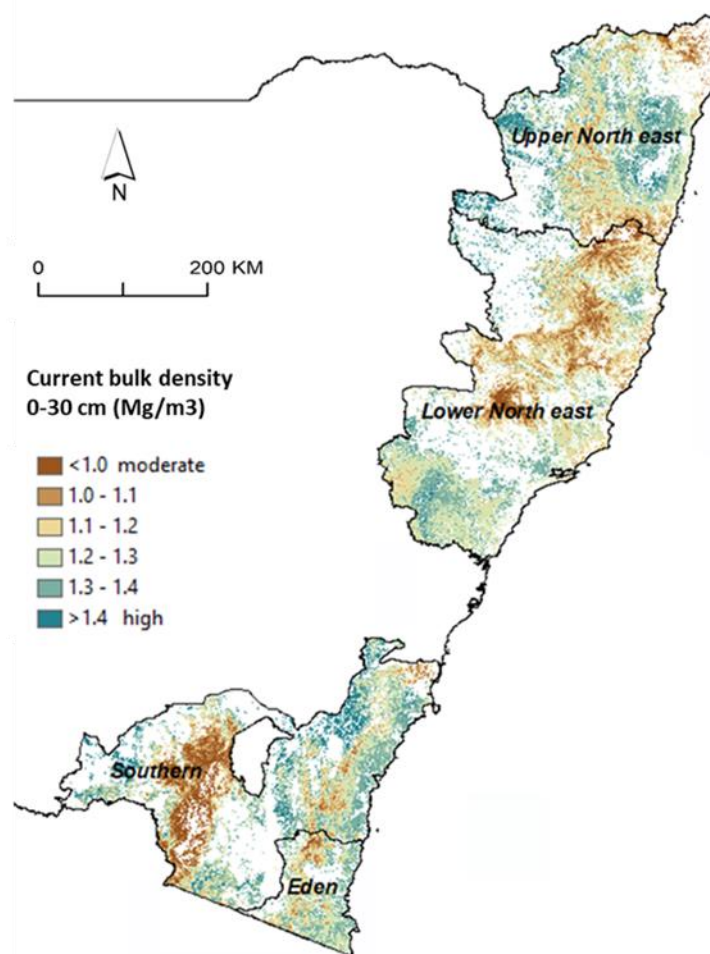 Upper North east
N
0 200 KM
Current bulk density
0-30 cm (Mg/m3)
Lower North east
<1.0 moderate
1.0 - 1.1
1.1 - 1.2
1.2 - 1.3
1.3 - 1.4
>1.4 high
Southern
Eden